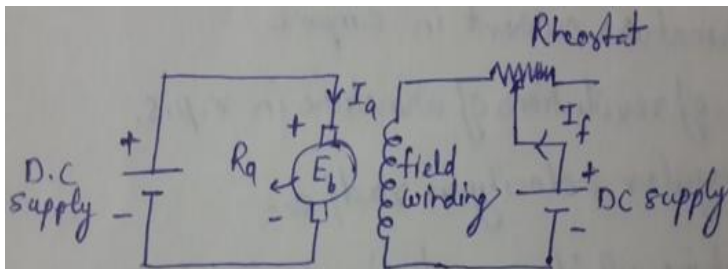 Rheostat
+
Ia
+
D.C
supply
-
Ra
Eb
-
field
winding
If
+
DC supply
-